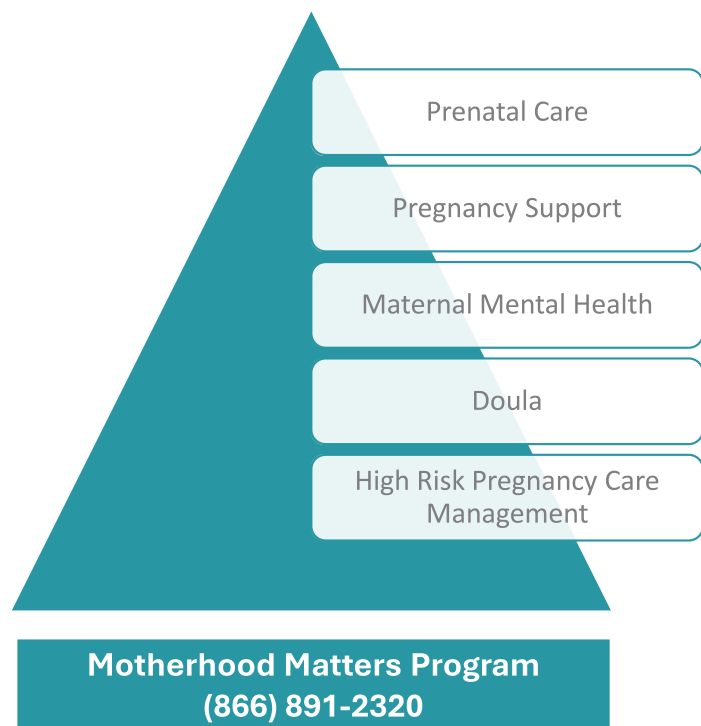 Prenatal Care
Pregnancy Support
Maternal Mental Health
Doula
High Risk Pregnancy Care
Management
Motherhood Matters Program
(866) 891-2320